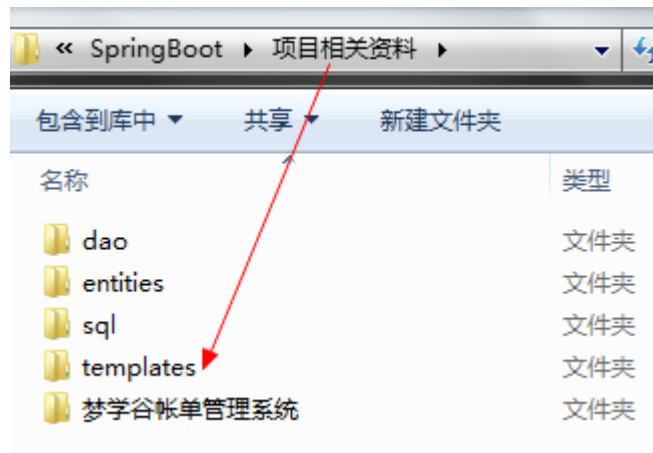 « SpringBoot ▸ 项目相关资料 ▸
包含到库中 ▼ 共享 ▼ 新建文件夹
名称 类型
dao 文件夹
entities 文件夹
sql 文件夹
templates 文件夹
梦学谷帐单管理系统 文件夹